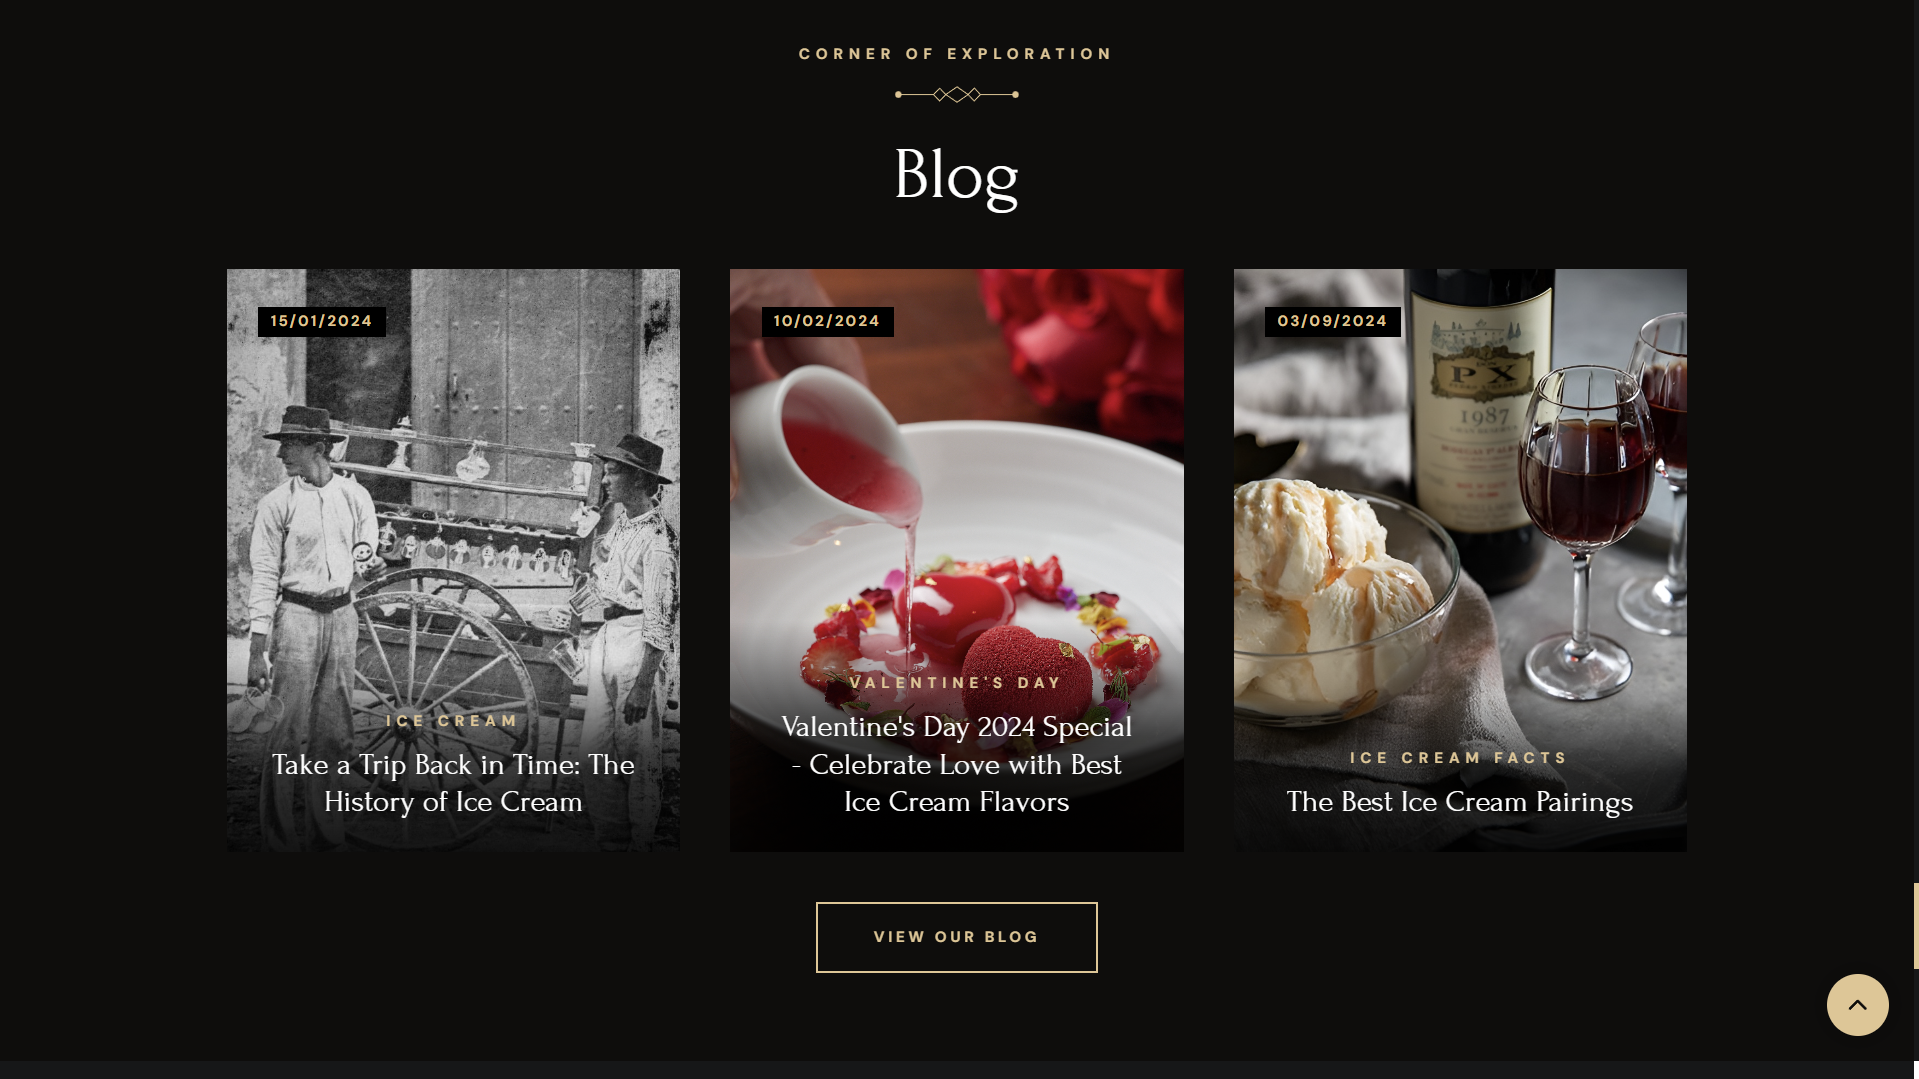 CORNER OF EXPLORATION
Blog
15/01/2024
ICE CREAM
Take a Trip Back in Time: The
History of Ice Cream
10/02/2024
VALENTINE'S DAY
Valentine's Day 2024 Special
- Celebrate Love with Best
Ice Cream Flavors
03/09/2024
PX
1987
ICE CREAM FACTS
The Best Ice Cream Pairings
VIEW OUR BLOG